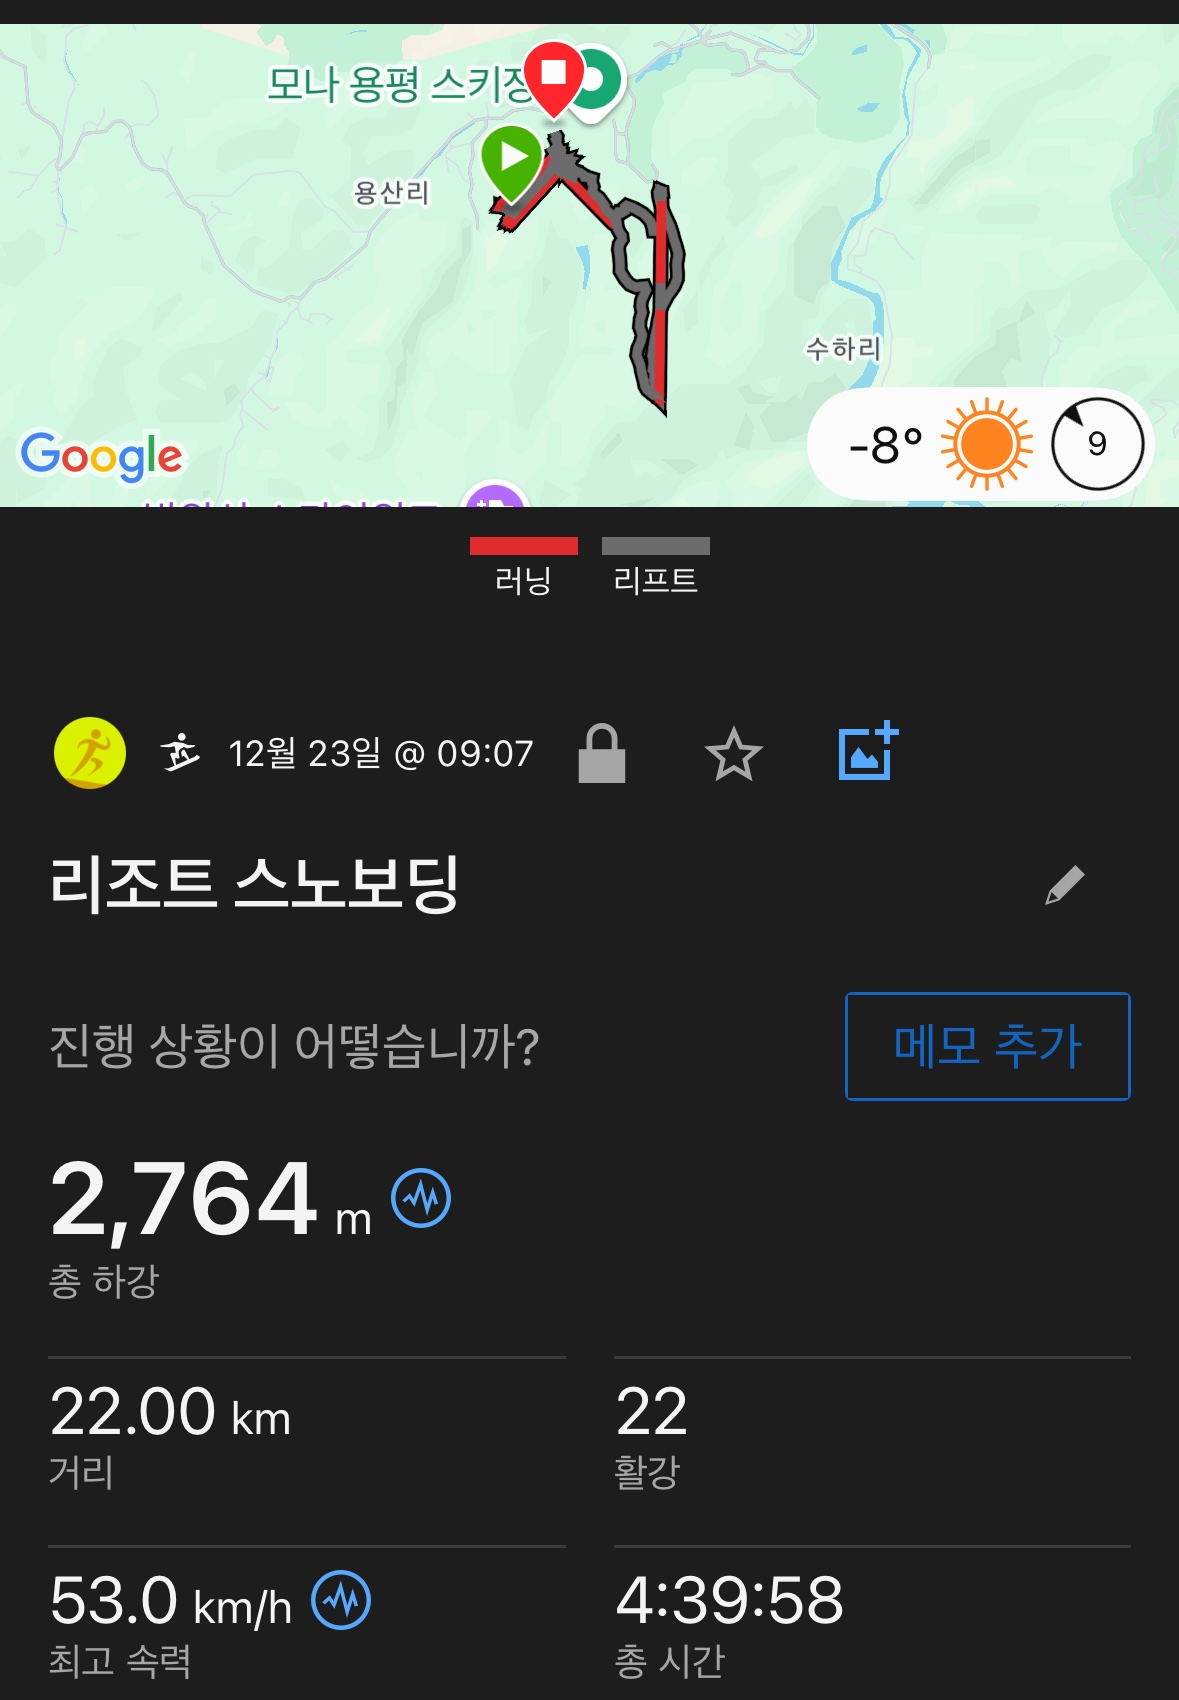 모나 용평 스키장
용산리
수하리
-8°
9
Google
러닝
리프트
12월 23일 @ 09:07
리조트 스노보딩
진행 상황이 어떻습니까?
메모 추가
2,764 m
총 하강
22.00 km
거리
22
활강
53.0 km/h
최고 속력
4:39:58
총 시간